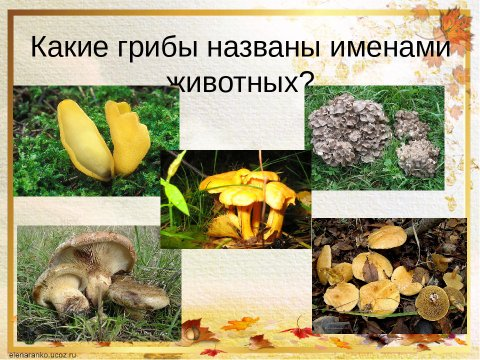 Какие грибы названы именами
животных?
elenaranko.ucoz.ru